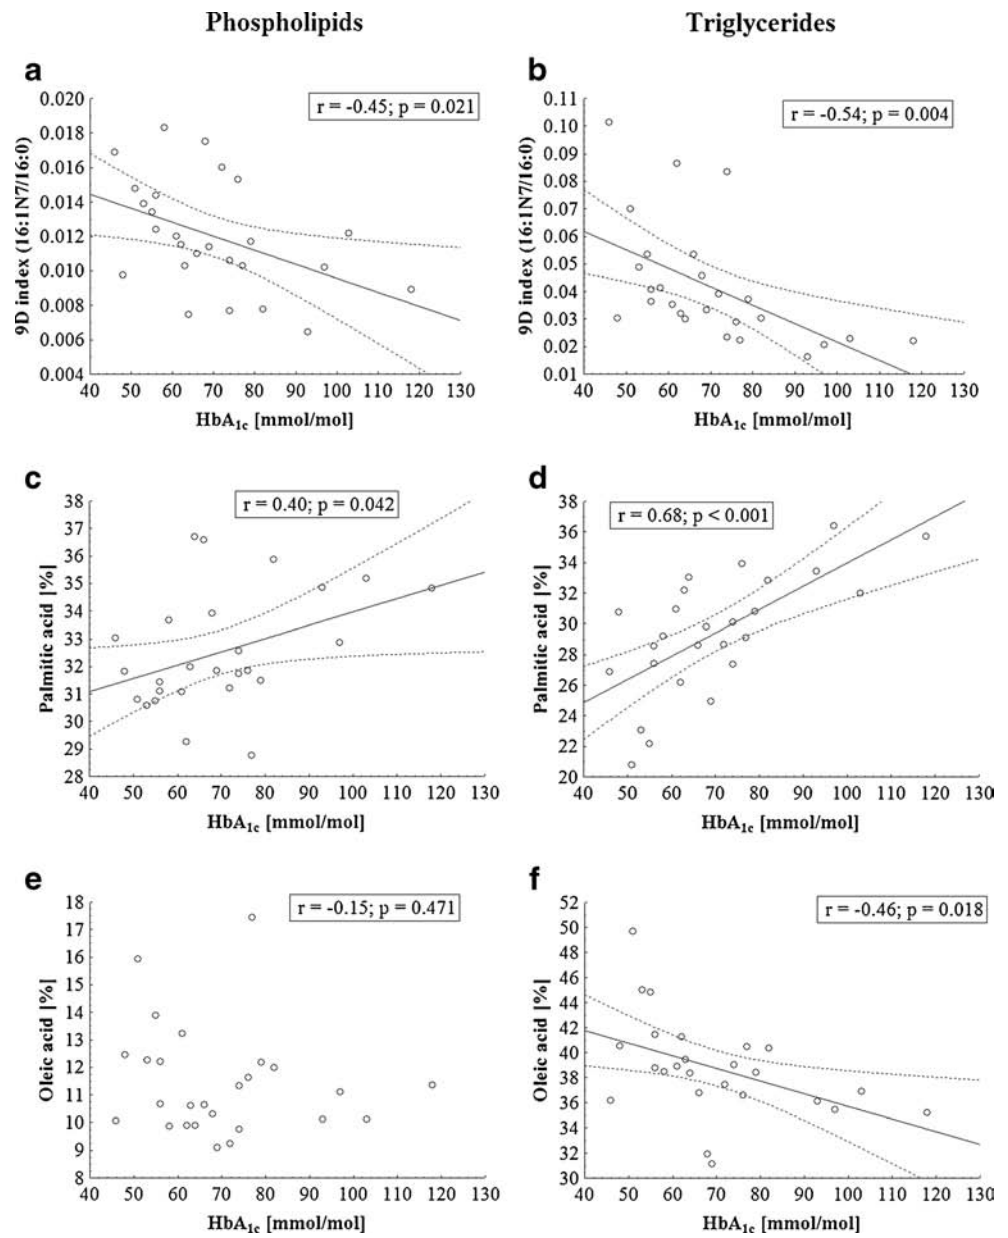 Phospholipids
Triglycerides
a
r = -0.45; p = 0.021
9D index (16:1N7/16:0)
0.020
0.018
0.016
0.014
0.012
0.010
0.008
0.006
0.004
40 50 60 70 80 90 100 110 120 130
HbA1c [mmol/mol]
b
r = -0.54; p = 0.004
9D index (16:1N7/16:0)
0.11
0.10
0.09
0.08
0.07
0.06
0.05
0.04
0.03
0.02
0.01
40 50 60 70 80 90 100 110 120 130
HbA1c [mmol/mol]
c
r = 0.40; p = 0.042
Palmitic acid [%]
38
37
36
35
34
33
32
31
30
29
28
40 50 60 70 80 90 100 110 120 130
HbA1c [mmol/mol]
d
r = 0.68; p < 0.001
Palmitic acid [%]
38
36
34
32
30
28
26
24
22
20
40 50 60 70 80 90 100 110 120 130
HbA1c [mmol/mol]
e
r = -0.15; p = 0.471
Oleic acid [%]
18
17
16
15
14
13
12
11
10
9
8
40 50 60 70 80 90 100 110 120 130
HbA1c [mmol/mol]
f
r = -0.46; p = 0.018
Oleic acid [%]
52
50
48
46
44
42
40
38
36
34
32
30
40 50 60 70 80 90 100 110 120 130
HbA1c [mmol/mol]